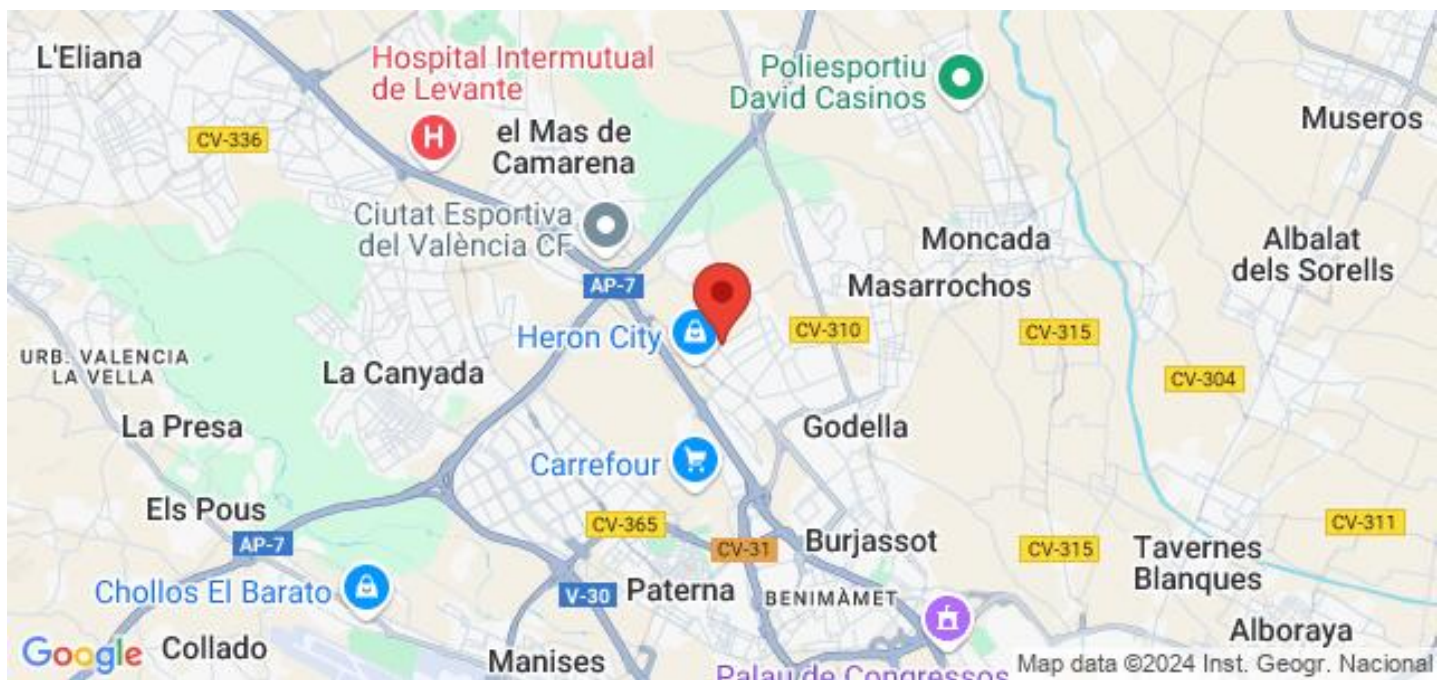 L'Eliana
Hospital Intermutual
de Levante
H
Poliesportiu
David Casinos
Museros
CV-336
el Mas de
Camarena
Ciutat Esportiva
del València CF
Moncada
Albalat
dels Sorells
AP-7
Masarrochos
Heron City
CV-310
CV-315
URB. VALENCIA
LA VELLA
La Canyada
CV-304
La Presa
Godella
Carrefour
Els Pous
CV-365
CV-311
AP-7
CV-31
Burjassot
CV-315
Tavernes
Blanques
Chollos El Barato
V-30
Paterna
BENIMÀMET
Alboraya
Google
Collado
Manises
Palau de Congressos
Map data ©2024 Inst. Geogr. Nacional